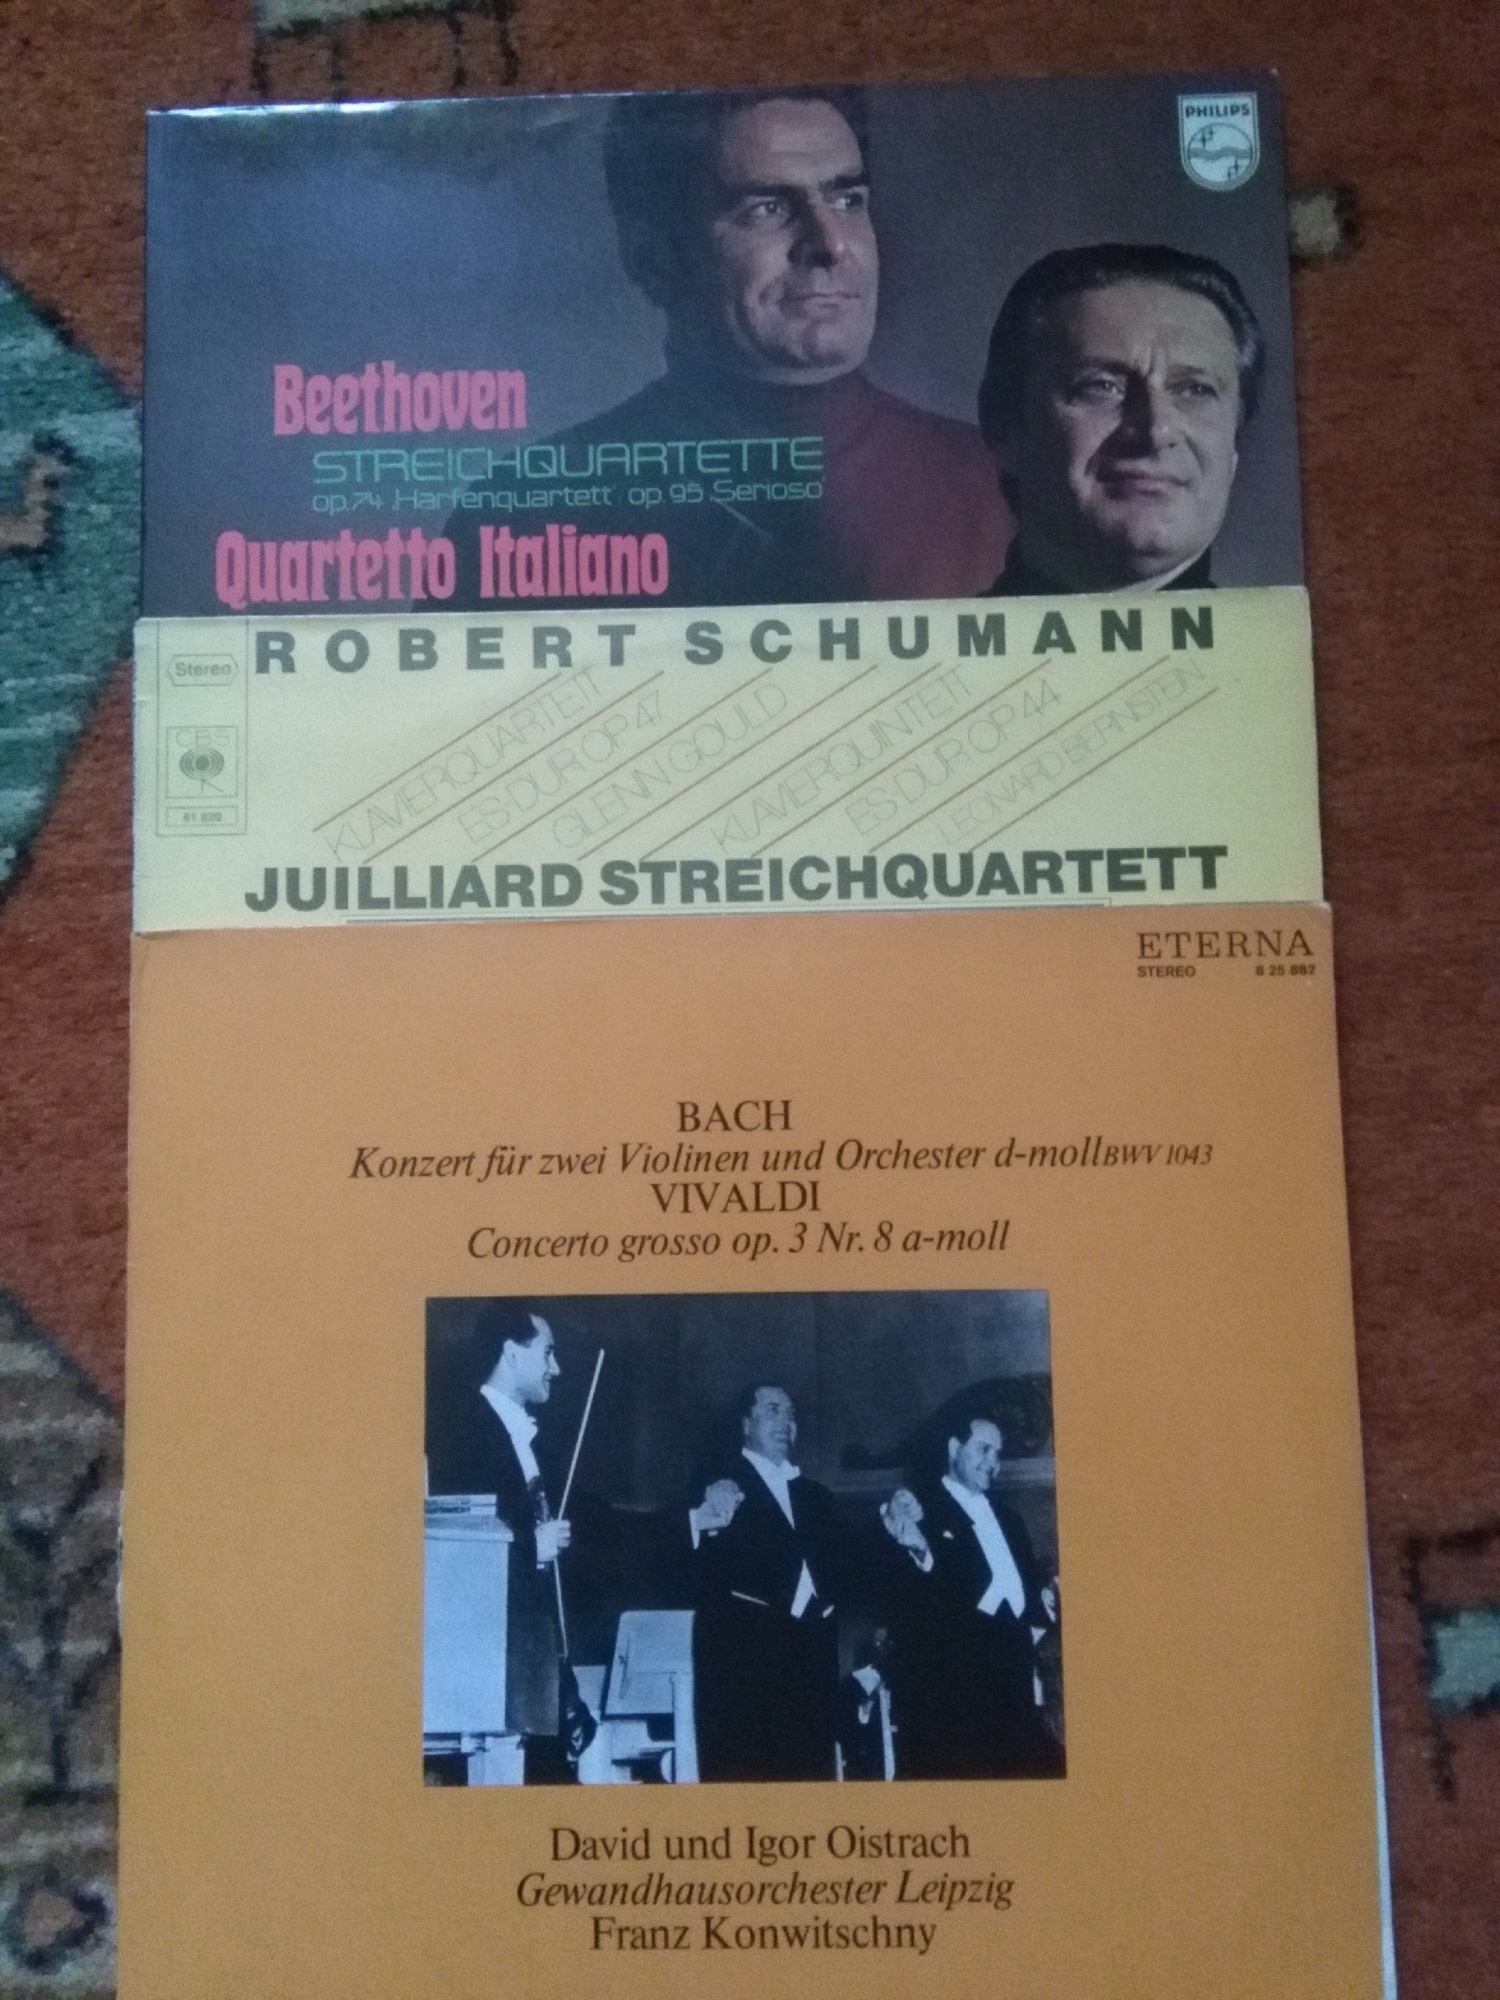 PHILIPS
Beethoven
STREICHQUARTETTE
op.74 ‚Harfenquartett' / op. 95 ‚Serioso'
Quartetto Italiano
Stereo
CBS
61 820
ROBERT SCHUMANN
KLAVIERQUARTETT
ES-DUR OP 47
GLENN GOULD
KLAVIERQUINTETT
ES-DUR OP 44
LEONARD BERNSTEIN
JUILLIARD STREICHQUARTETT
ETERNA
STEREO 8 25 882
BACH
Konzert für zwei Violinen und Orchester d-moll BWV 1043
VIVALDI
Concerto grosso op. 3 Nr. 8 a-moll
David und Igor Oistrach
Gewandhausorchester Leipzig
Franz Konwitschny